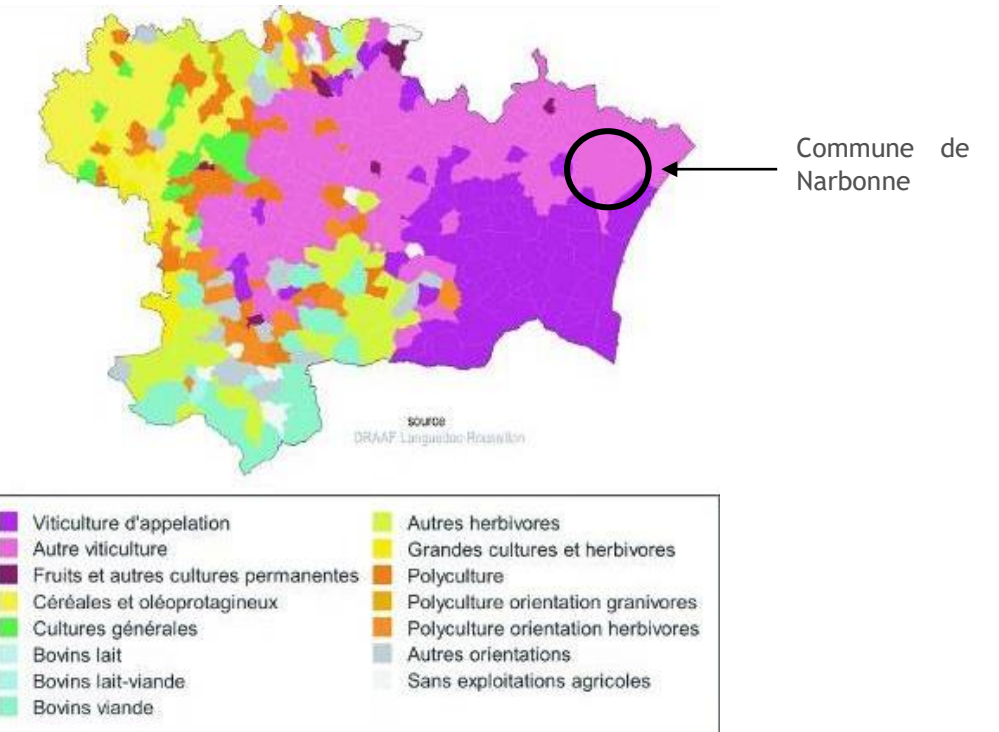 Commune de
Narbonne
source
DRAAF Languedoc-Roussillon
Viticulture d'appelation
Autre viticulture
Fruits et autres cultures permanentes
Céréales et oléoprotagineux
Cultures générales
Bovins lait
Bovins lait-viande
Bovins viande
Autres herbivores
Grandes cultures et herbivores
Polyculture
Polyculture orientation granivores
Polyculture orientation herbivores
Autres orientations
Sans exploitations agricoles